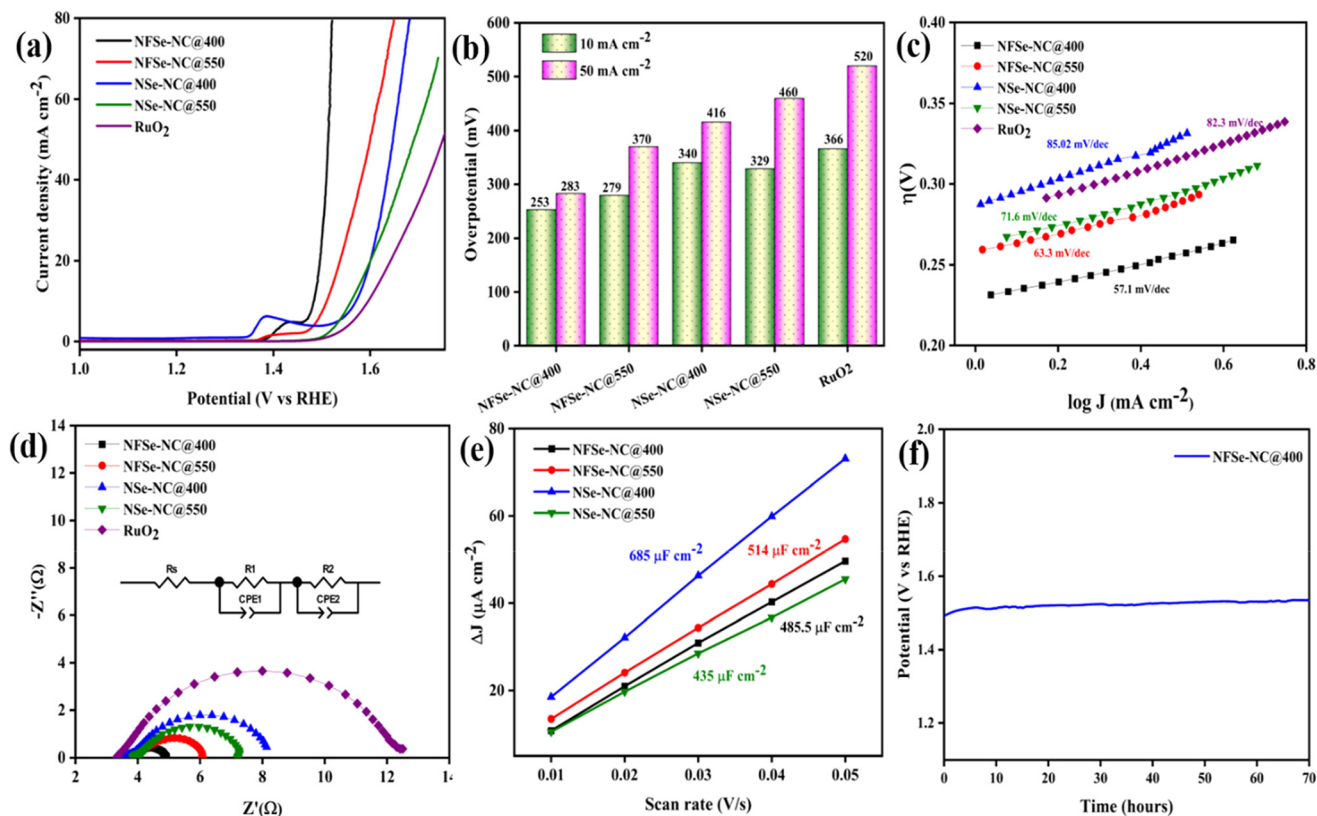 (a)
NFSe-NC@400
NFSe-NC@550
NSe-NC@400
NSe-NC@550
RuO2
80
60
40
20
0
1.0
1.2
1.4
1.6
Current density (mA cm-2)
Potential (V vs RHE)
(b)
10 mA cm-2
50 mA cm-2
600
500
400
300
200
100
0
253
283
279
370
340
416
329
460
366
520
NFSe-NC@400
NFSe-NC@550
NSe-NC@400
NSe-NC@550
RuO2
Overpotential (mV)
(c)
NFSe-NC@400
NFSe-NC@550
NSe-NC@400
NSe-NC@550
RuO2
0.40
0.35
0.30
0.25
0.20
0.0
0.2
0.4
0.6
0.8
85.02 mV/dec
82.3 mV/dec
71.6 mV/dec
63.3 mV/dec
57.1 mV/dec
η(V)
log J (mA cm-2)
(d)
NFSe-NC@400
NFSe-NC@550
NSe-NC@400
NSe-NC@550
RuO2
14
12
10
8
6
4
2
0
2
4
6
8
10
12
14
Rs
R1
R2
CPE1
CPE2
-Z''(Ω)
Z'(Ω)
(e)
NFSe-NC@400
NFSe-NC@550
NSe-NC@400
NSe-NC@550
80
60
40
20
0.01
0.02
0.03
0.04
0.05
685 μF cm-2
514 μF cm-2
485.5 μF cm-2
435 μF cm-2
ΔJ (μA cm-2)
Scan rate (V/s)
(f)
NFSe-NC@400
2.0
1.8
1.6
1.4
1.2
0
10
20
30
40
50
60
70
Potential (V vs RHE)
Time (hours)